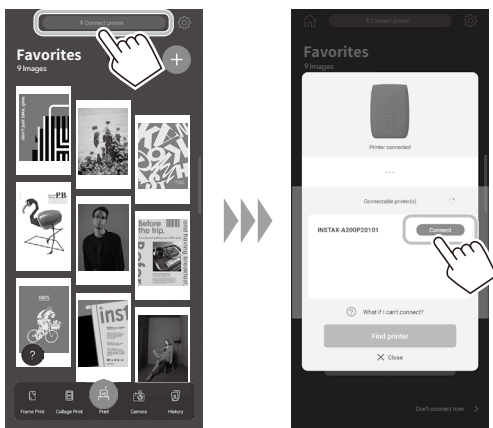 Connect printer
Favorites
9 Images
don't just take, give.
P.B.
Before
the trip,
and having breakfast
100%
inst
?
Frame Print
Collage Print
Print
Camera
History
Connect printer
Favorites
9 Images
Printer connected
---
Connectable printer(s)
INSTAX-A200P20101
Connect
? What if I can't connect?
Find printer
Close
Don't connect now